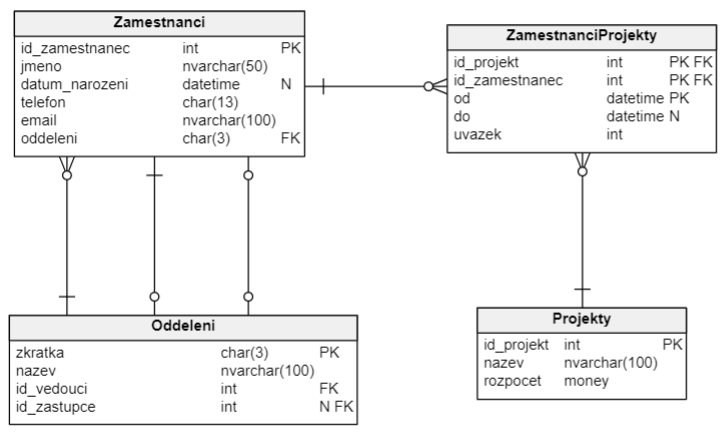 Zamestnanci
id_zamestnanec int PK
jmeno nvarchar(50)
datum_narozeni datetime N
telefon char(13)
email nvarchar(100)
oddeleni char(3) FK
ZamestnanciProjekty
id_projekt int PK FK
id_zamestnanec int PK FK
od datetime PK
do datetime N
uvazek int
Oddeleni
zkratka char(3) PK
nazev nvarchar(100)
id_vedouci int FK
id_zastupce int N FK
Projekty
id_projekt int PK
nazev nvarchar(100)
rozpocet money